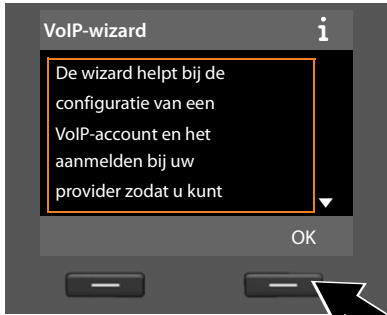 VoIP-wizard i
De wizard helpt bij de
configuratie van een
VoIP-account en het
aanmelden bij uw
provider zodat u kunt
OK